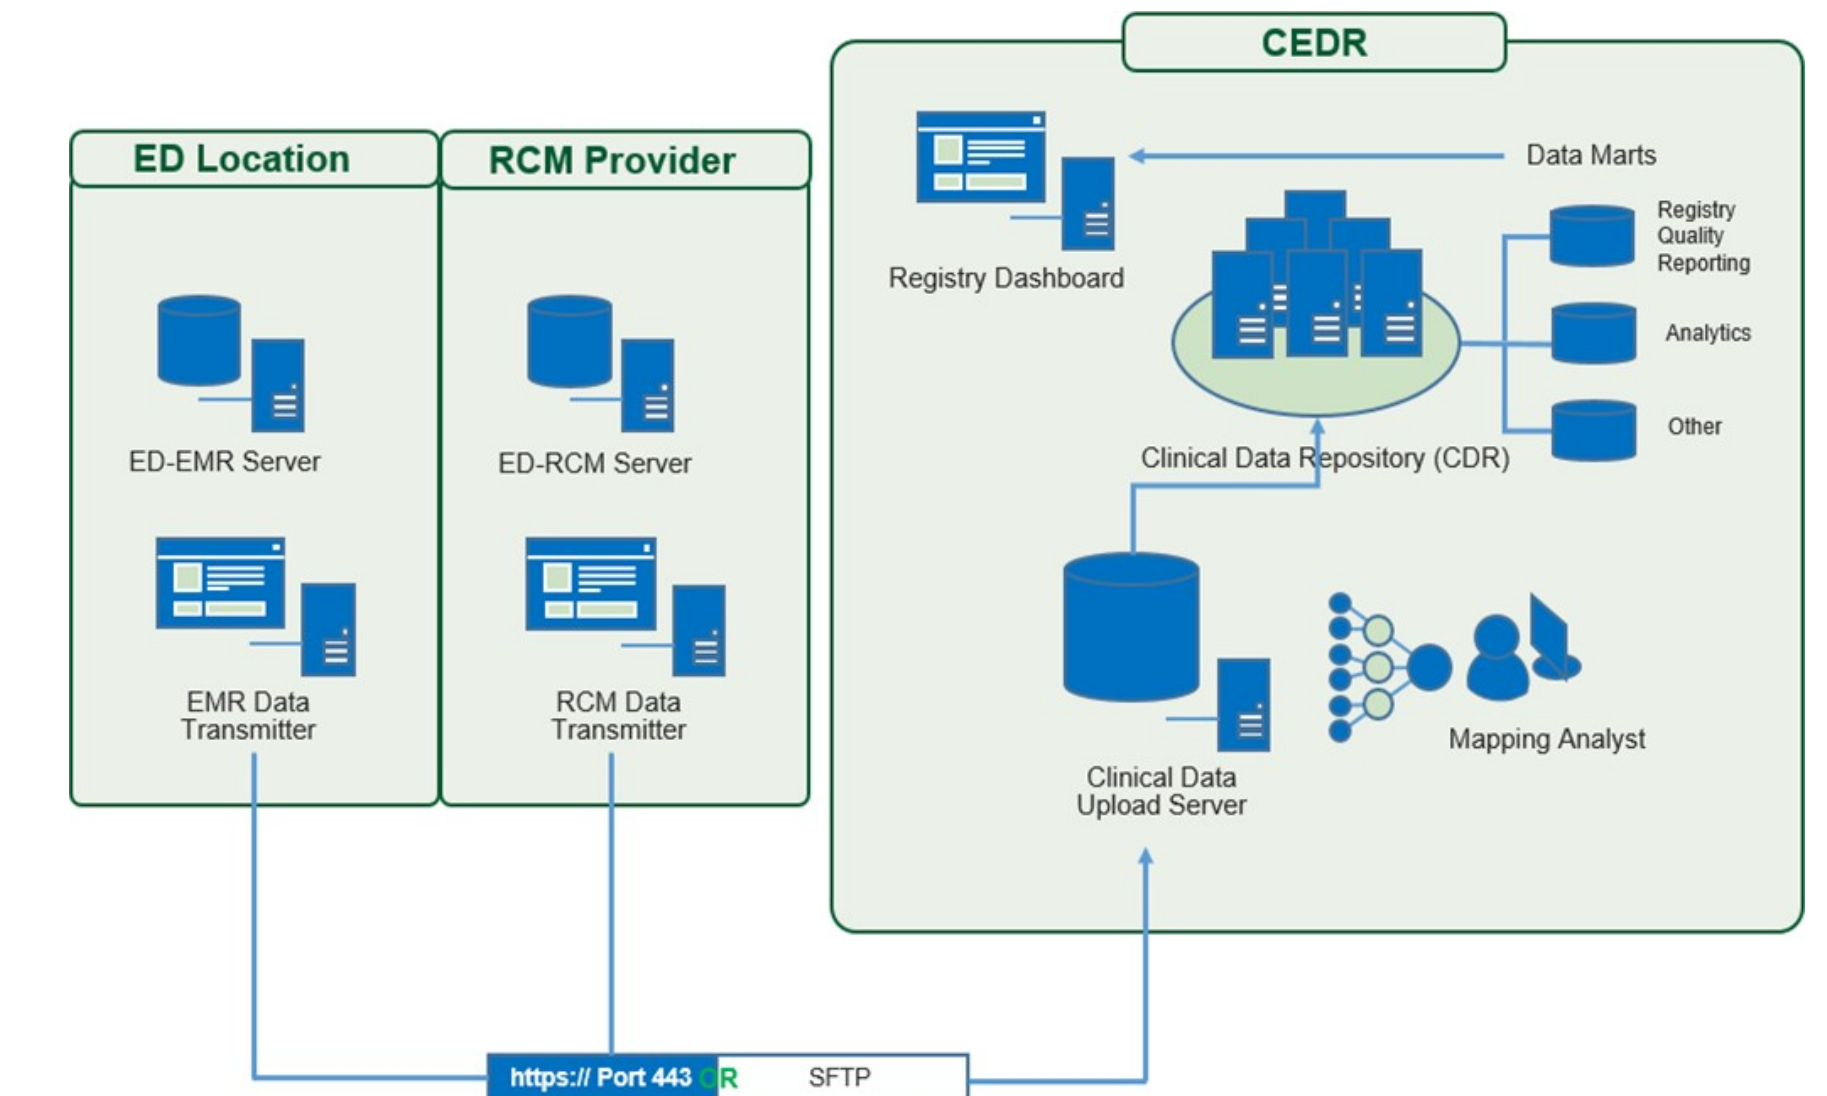 CEDR
ED Location
RCM Provider
Data Marts
Registry
Quality
Reporting
Registry Dashboard
Analytics
Other
ED-EMR Server
ED-RCM Server
Clinical Data Repository (CDR)
EMR Data
Transmitter
RCM Data
Transmitter
Mapping Analyst
Clinical Data
Upload Server
https:// Port 443 OR SFTP